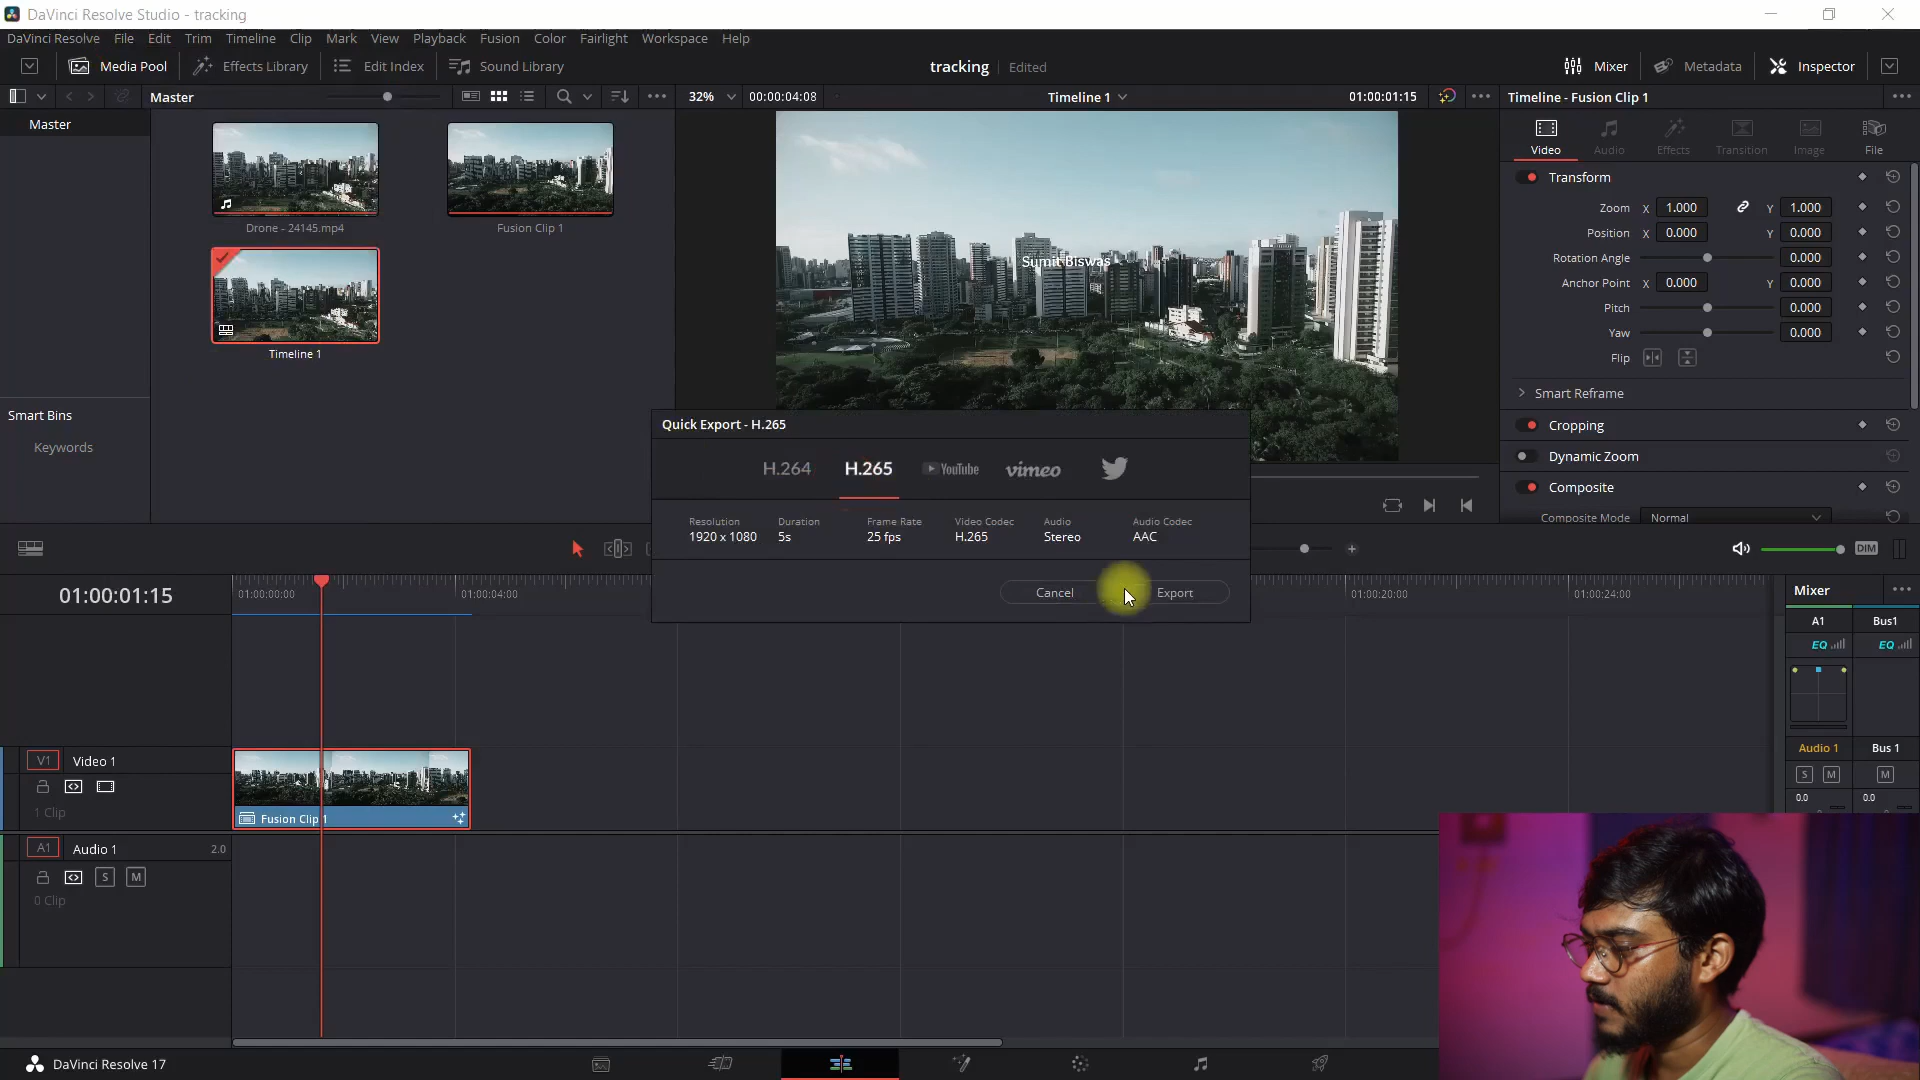 DaVinci Resolve Studio - tracking
DaVinci Resolve File Edit Trim Timeline Clip Mark View Playback Fusion Color Fairlight Workspace Help
Media Pool Effects Library Edit Index Sound Library tracking Edited Mixer Metadata Inspector
Master 32% 00:00:04:08 Timeline 1 01:00:01:15 Timeline - Fusion Clip 1
Master
Video Audio Effects Transition Image File
Drone - 24145.mp4 Fusion Clip 1
Timeline 1
Smart Bins
Keywords
Sumit Biswas
Transform
Zoom X 1.000 Y 1.000
Position X 0.000 Y 0.000
Rotation Angle 0.000
Anchor Point X 0.000 Y 0.000
Pitch 0.000
Yaw 0.000
Flip
Smart Reframe
Cropping
Dynamic Zoom
Composite
Composite Mode Normal
Quick Export - H.265
H.264 H.265 YouTube vimeo
Resolution Duration Frame Rate Video Codec Audio Audio Codec
1920 x 1080 5s 25 fps H.265 Stereo AAC
Cancel Export
DIM
01:00:01:15 01:00:00:00 01:00:04:00 01:00:20:00 01:00:24:00
Mixer
A1 Bus1
EQ EQ
Audio 1 Bus 1
S M M
0.0 0.0
V1 Video 1
1 Clip
Fusion Clip 1
A1 Audio 1 2.0
S M
0 Clip
DaVinci Resolve 17